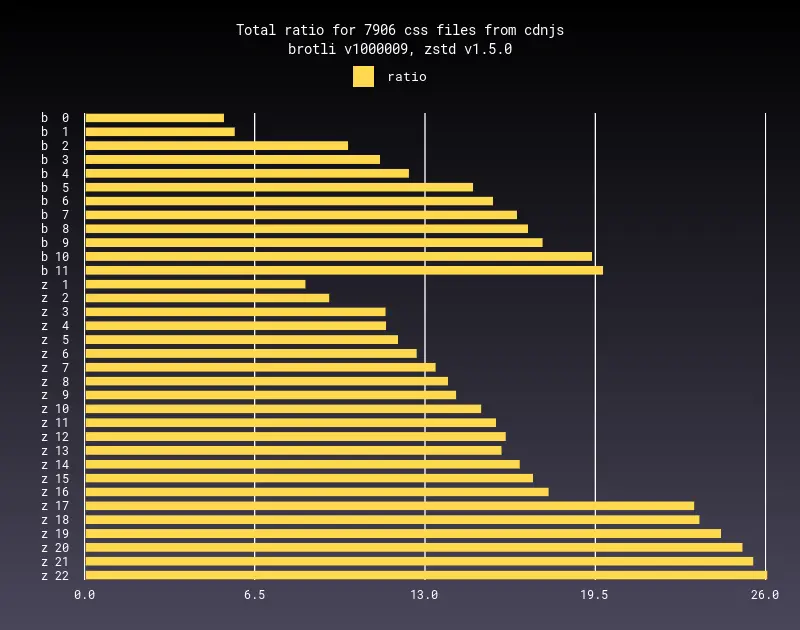 Total ratio for 7906 css files from cdnjs
brotli v1000009, zstd v1.5.0
ratio
b 0
b 1
b 2
b 3
b 4
b 5
b 6
b 7
b 8
b 9
b 10
b 11
z 1
z 2
z 3
z 4
z 5
z 6
z 7
z 8
z 9
z 10
z 11
z 12
z 13
z 14
z 15
z 16
z 17
z 18
z 19
z 20
z 21
z 22
0.0 6.5 13.0 19.5 26.0